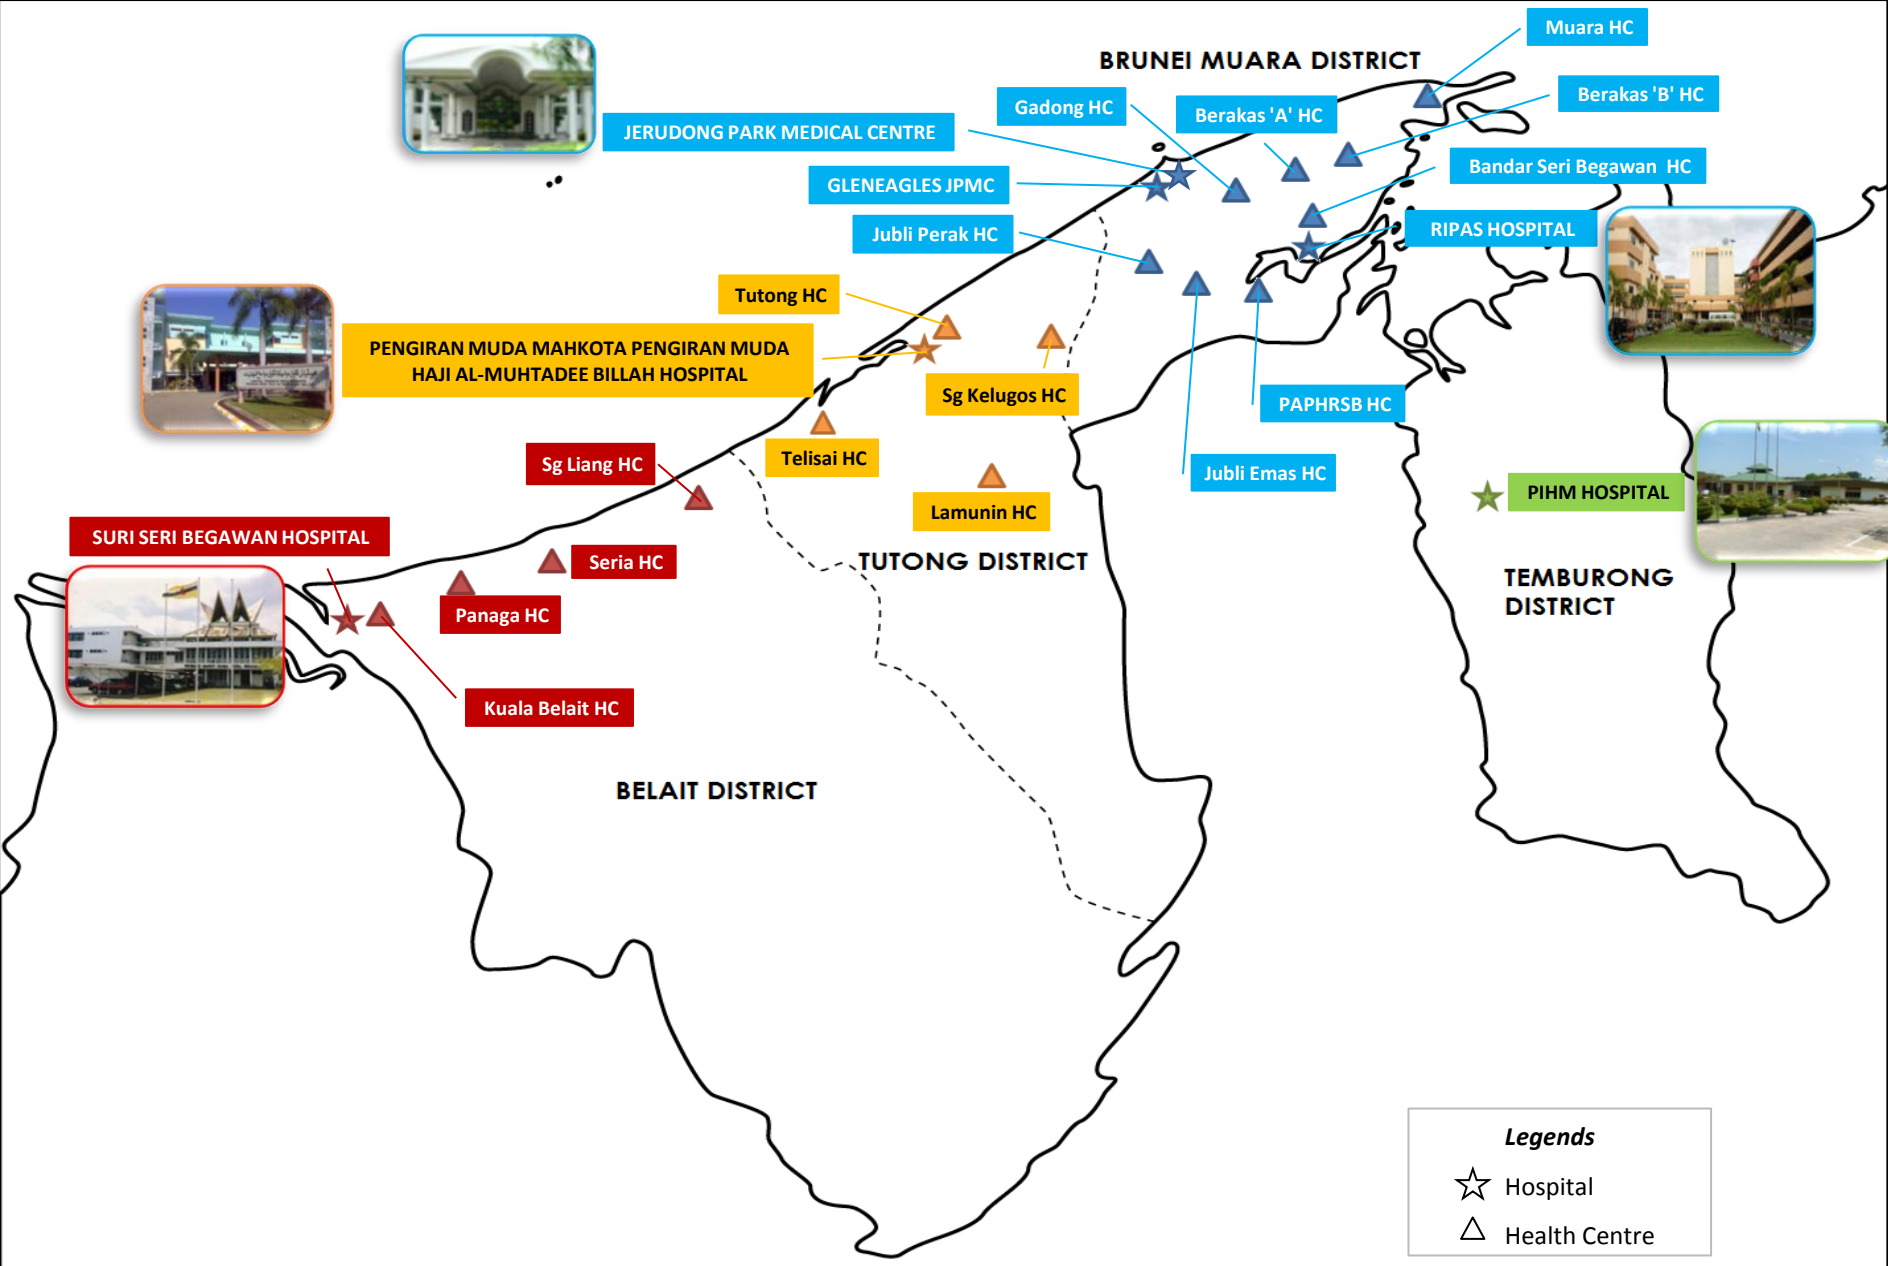 Muara HC
BRUNEI MUARA DISTRICT
Berakas 'B' HC
Gadong HC
Berakas 'A' HC
JERUDONG PARK MEDICAL CENTRE
Bandar Seri Begawan HC
GLENEAGLES JPMC
RIPAS HOSPITAL
Jubli Perak HC
Tutong HC
PENGIRAN MUDA MAHKOTA PENGIRAN MUDA
HAJI AL-MUHTADEE BILLAH HOSPITAL
Sg Kelugos HC
PAPHRSB HC
Telisai HC
Sg Liang HC
Jubli Emas HC
PIHM HOSPITAL
Lamunin HC
SURI SERI BEGAWAN HOSPITAL
Seria HC
TUTONG DISTRICT
TEMBURONG
DISTRICT
Panaga HC
Kuala Belait HC
BELAIT DISTRICT
Legends
Hospital
Health Centre